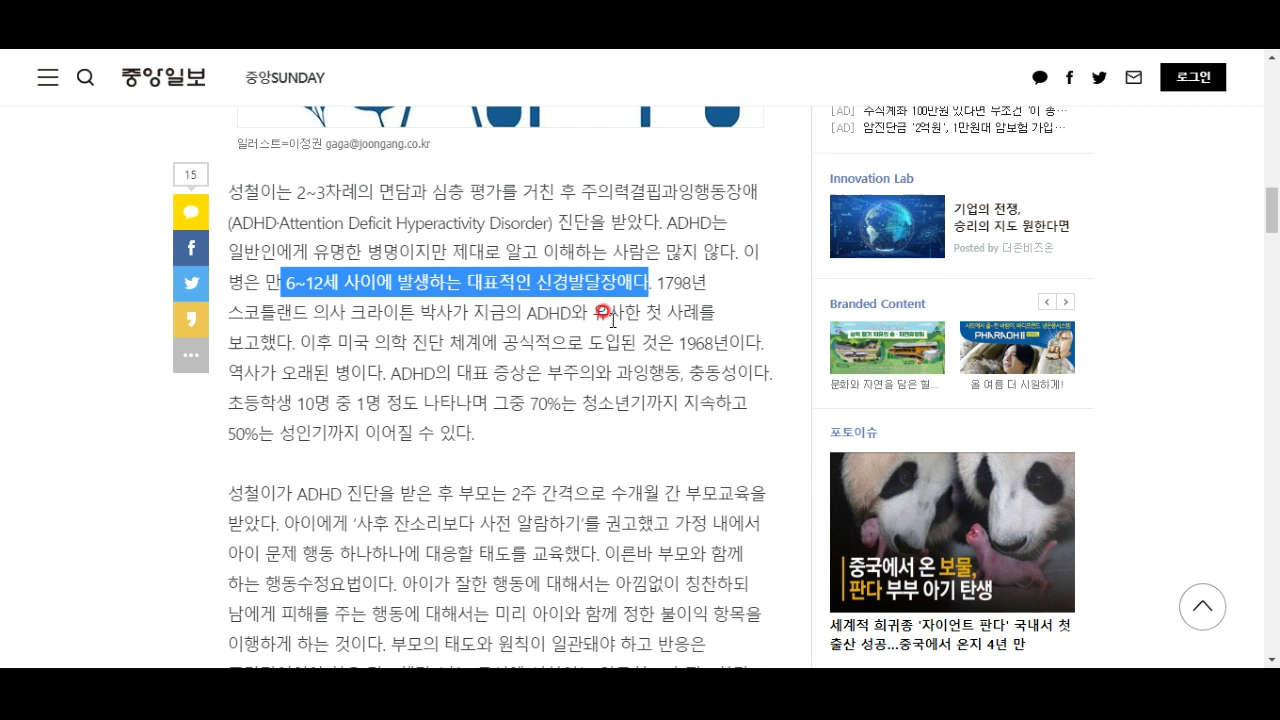 중앙일보
중앙SUNDAY
로그인
일러스트=이정권 gaga@joongang.co.kr
15
성철이는 2~3차례의 면담과 심층 평가를 거친 후 주의력결핍과잉행동장애
(ADHD·Attention Deficit Hyperactivity Disorder) 진단을 받았다. ADHD는
일반인에게 유명한 병명이지만 제대로 알고 이해하는 사람은 많지 않다. 이
병은 만 6~12세 사이에 발생하는 대표적인 신경발달장애다. 1798년
스코틀랜드 의사 크라이튼 박사가 지금의 ADHD와 유사한 첫 사례를
보고했다. 이후 미국 의학 진단 체계에 공식적으로 도입된 것은 1968년이다.
역사가 오래된 병이다. ADHD의 대표 증상은 부주의와 과잉행동, 충동성이다.
초등학생 10명 중 1명 정도 나타나며 그중 70%는 청소년기까지 지속하고
50%는 성인기까지 이어질 수 있다.
성철이가 ADHD 진단을 받은 후 부모는 2주 간격으로 수개월 간 부모교육을
받았다. 아이에게 ‘사후 잔소리보다 사전 알람하기’를 권고했고 가정 내에서
아이 문제 행동 하나하나에 대응할 태도를 교육했다. 이른바 부모와 함께
하는 행동수정요법이다. 아이가 잘한 행동에 대해서는 아낌없이 칭찬하되
남에게 피해를 주는 행동에 대해서는 미리 아이와 함께 정한 불이익 항목을
이행하게 하는 것이다. 부모의 태도와 원칙이 일관돼야 하고 반응은
[AD] 수식계좌 100만원 있다면 무조건 '이 종…
[AD] 암진단금 '2억원', 1만원대 암보험 가입…
Innovation Lab
기업의 전쟁,
승리의 지도 원한다면
Posted by 더존비즈온
Branded Content
PHARAOH II
문화와 자연을 담은 힐...
올 여름 더 시원하게!
포토이슈
중국에서 온 보물,
판다 부부 아기 탄생
세계적 희귀종 '자이언트 판다' 국내서 첫
출산 성공...중국에서 온지 4년 만